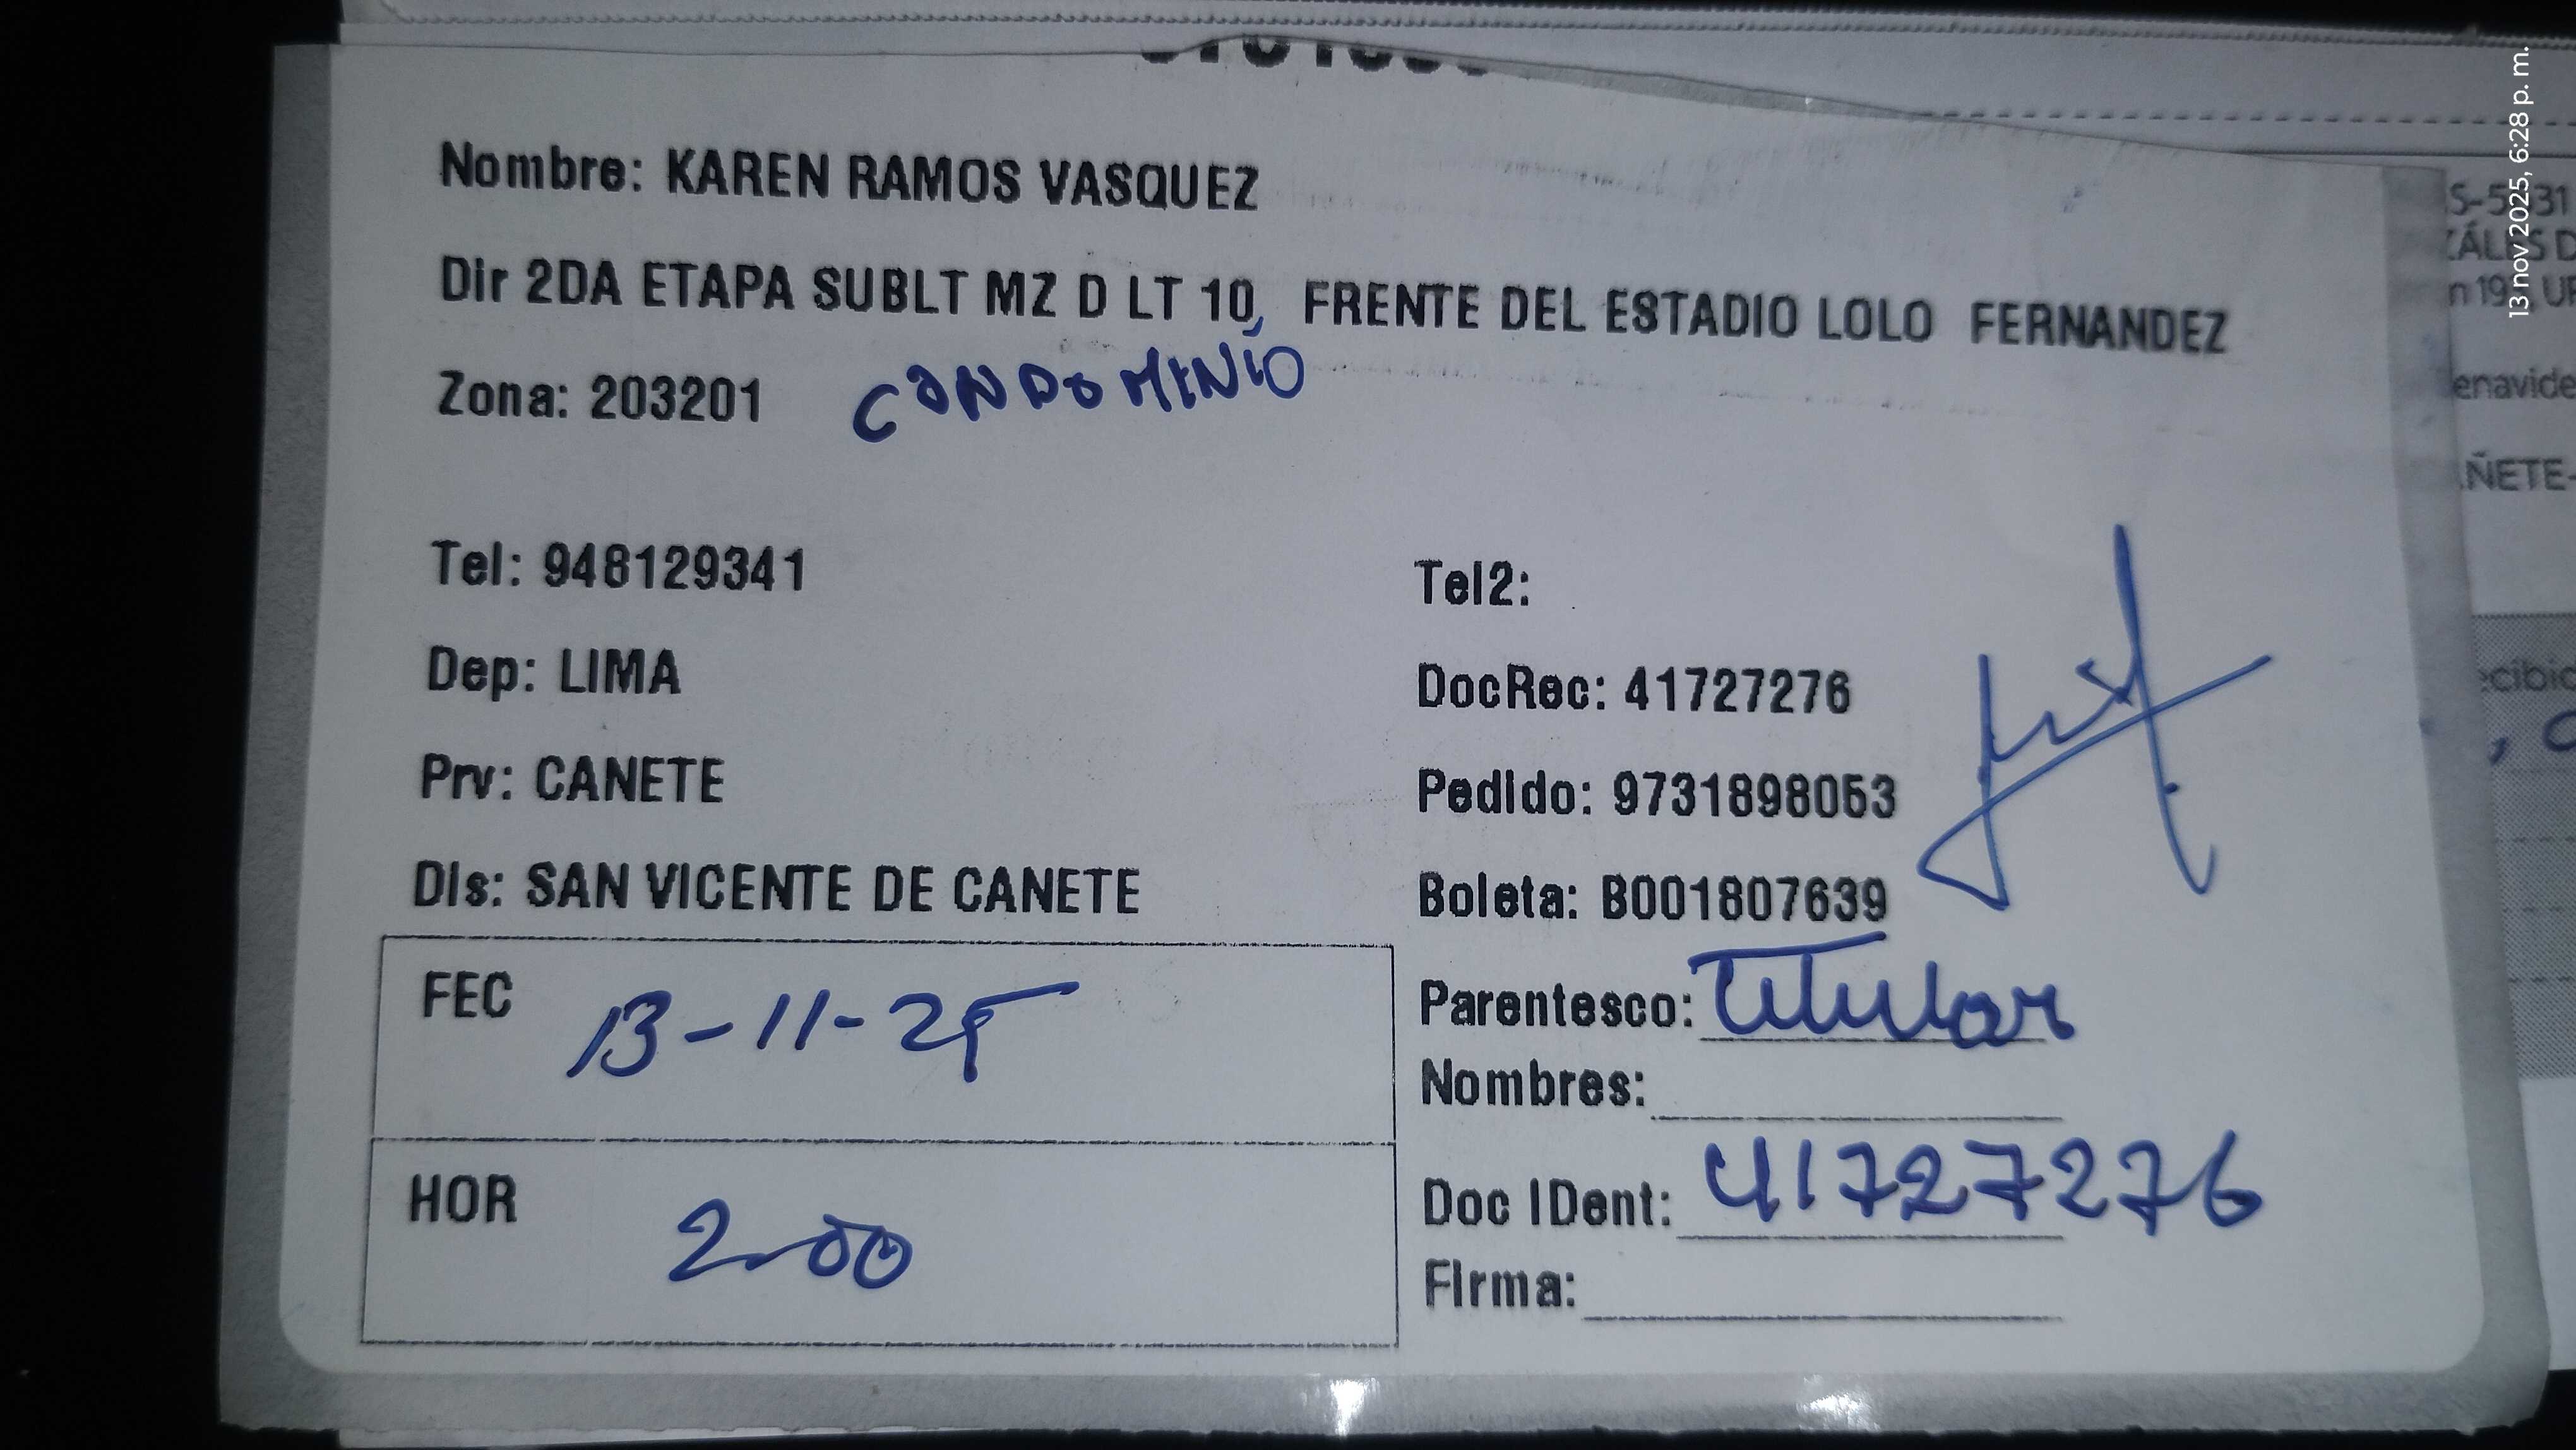 Nombre: KAREN RAMOS VASQUEZ
Dir 2DA ETAPA SUBLT MZ D LT 10, FRENTE DEL ESTADIO LOLO FERNANDEZ
Zona: 203201 CONDOMINIO
Tel: 948129341
Tel2:
Dep: LIMA
DocRec: 41727276
Prv: CANETE
Pedido: 9731898053
Dis: SAN VICENTE DE CANETE
Boleta: B001807639
FEC 13-11-25
Parentesco: Titular
Nombres:
HOR 2:00
Doc IDent: 41727276
Firma:
13 nov 2025, 6:28 p. m.
ÑETE-